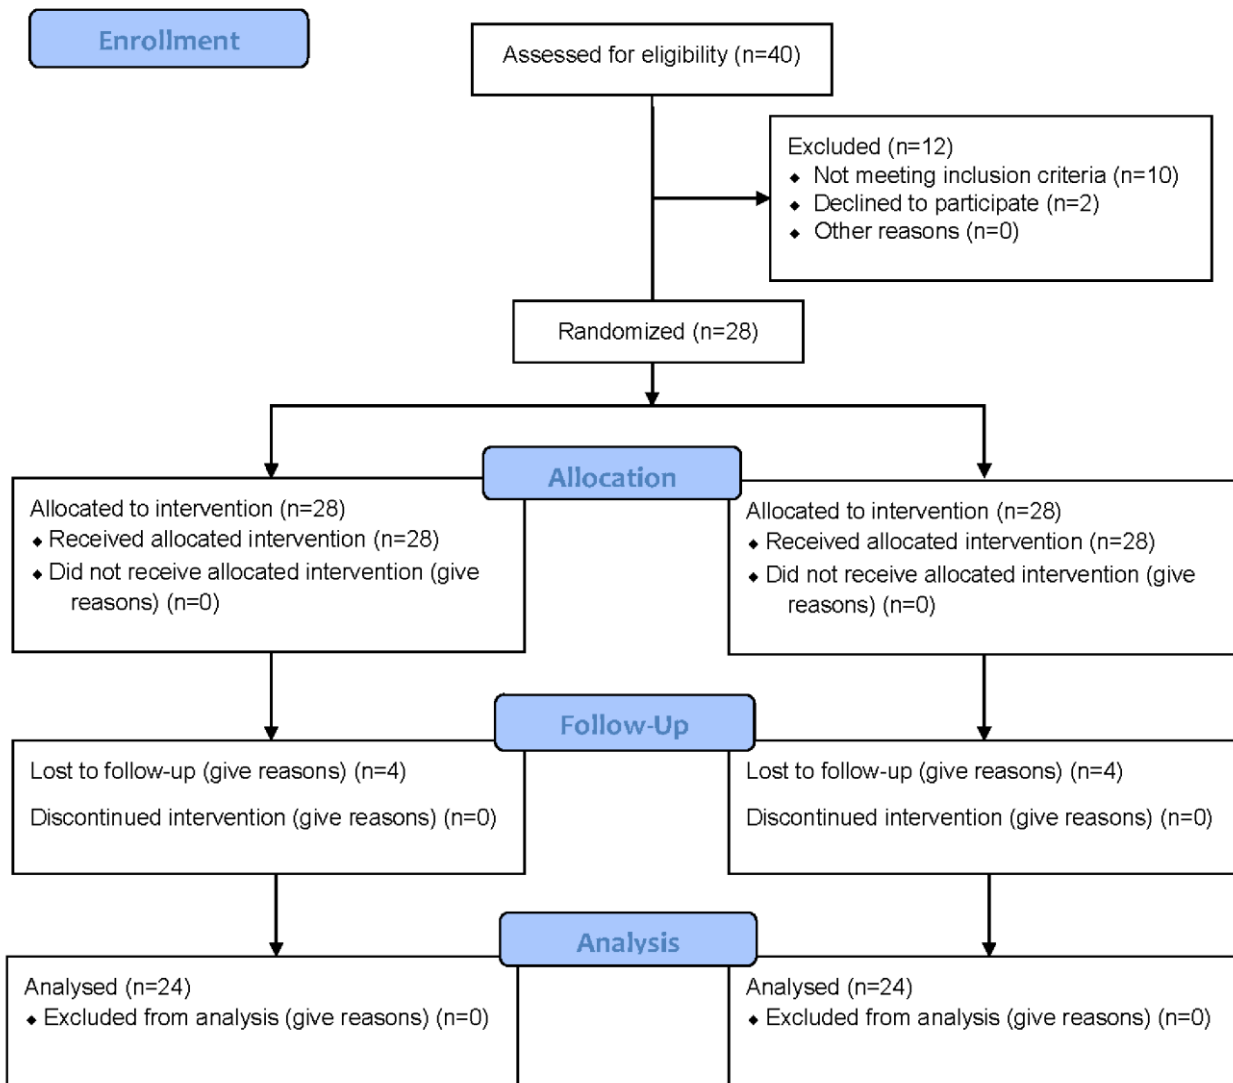 Enrollment
Assessed for eligibility (n=40)
Excluded (n=12)
⬥ Not meeting inclusion criteria (n=10)
⬥ Declined to participate (n=2)
⬥ Other reasons (n=0)
Randomized (n=28)
Allocation
Allocated to intervention (n=28)
⬥ Received allocated intervention (n=28)
⬥ Did not receive allocated intervention (give
reasons) (n=0)
Allocated to intervention (n=28)
⬥ Received allocated intervention (n=28)
⬥ Did not receive allocated intervention (give
reasons) (n=0)
Follow-Up
Lost to follow-up (give reasons) (n=4)
Discontinued intervention (give reasons) (n=0)
Lost to follow-up (give reasons) (n=4)
Discontinued intervention (give reasons) (n=0)
Analysis
Analysed (n=24)
⬥ Excluded from analysis (give reasons) (n=0)
Analysed (n=24)
⬥ Excluded from analysis (give reasons) (n=0)